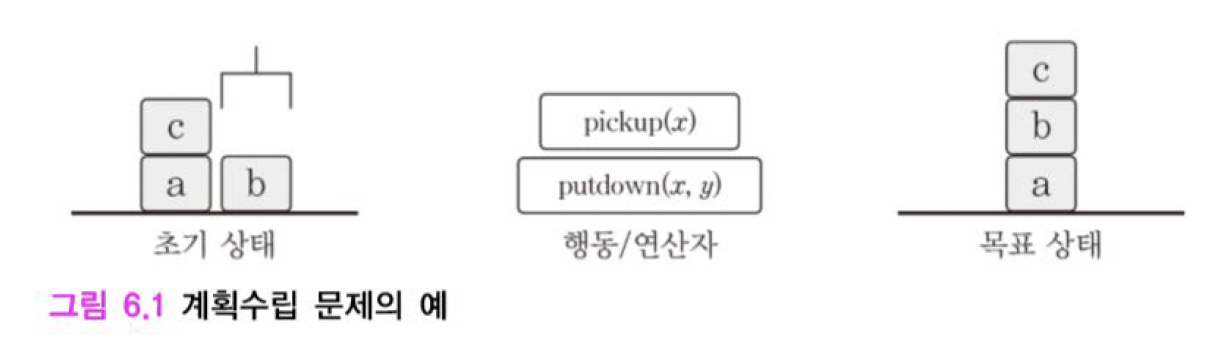 c
a
b
초기 상태
pickup(x)
putdown(x, y)
행동/연산자
c
b
a
목표 상태
그림 6.1 계획수립 문제의 예